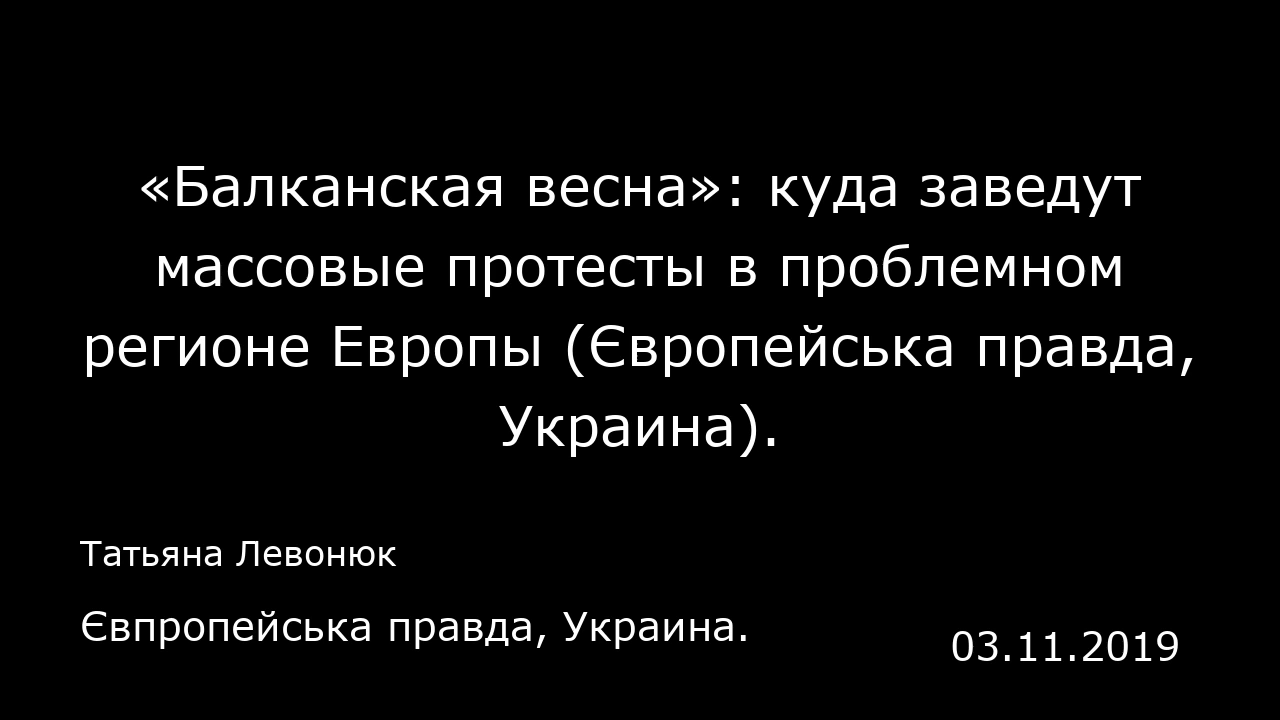 «Балканская весна»: куда заведут
массовые протесты в проблемном
регионе Европы (Європейська правда,
Украина).
Татьяна Левонюк
Євпропейська правда, Украина.
03.11.2019